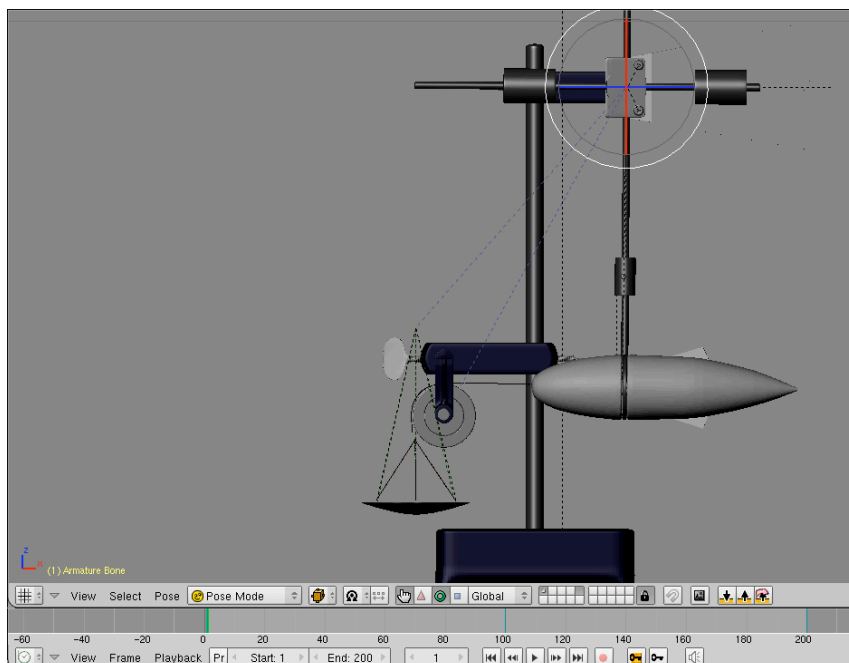 z
x
(1) Armature Bone
View Select Pose Pose Mode Global
-60 -40 -20 0 20 40 60 80 100 120 140 160 180 200
View Frame Playback Pr Start: 1 End: 200 1